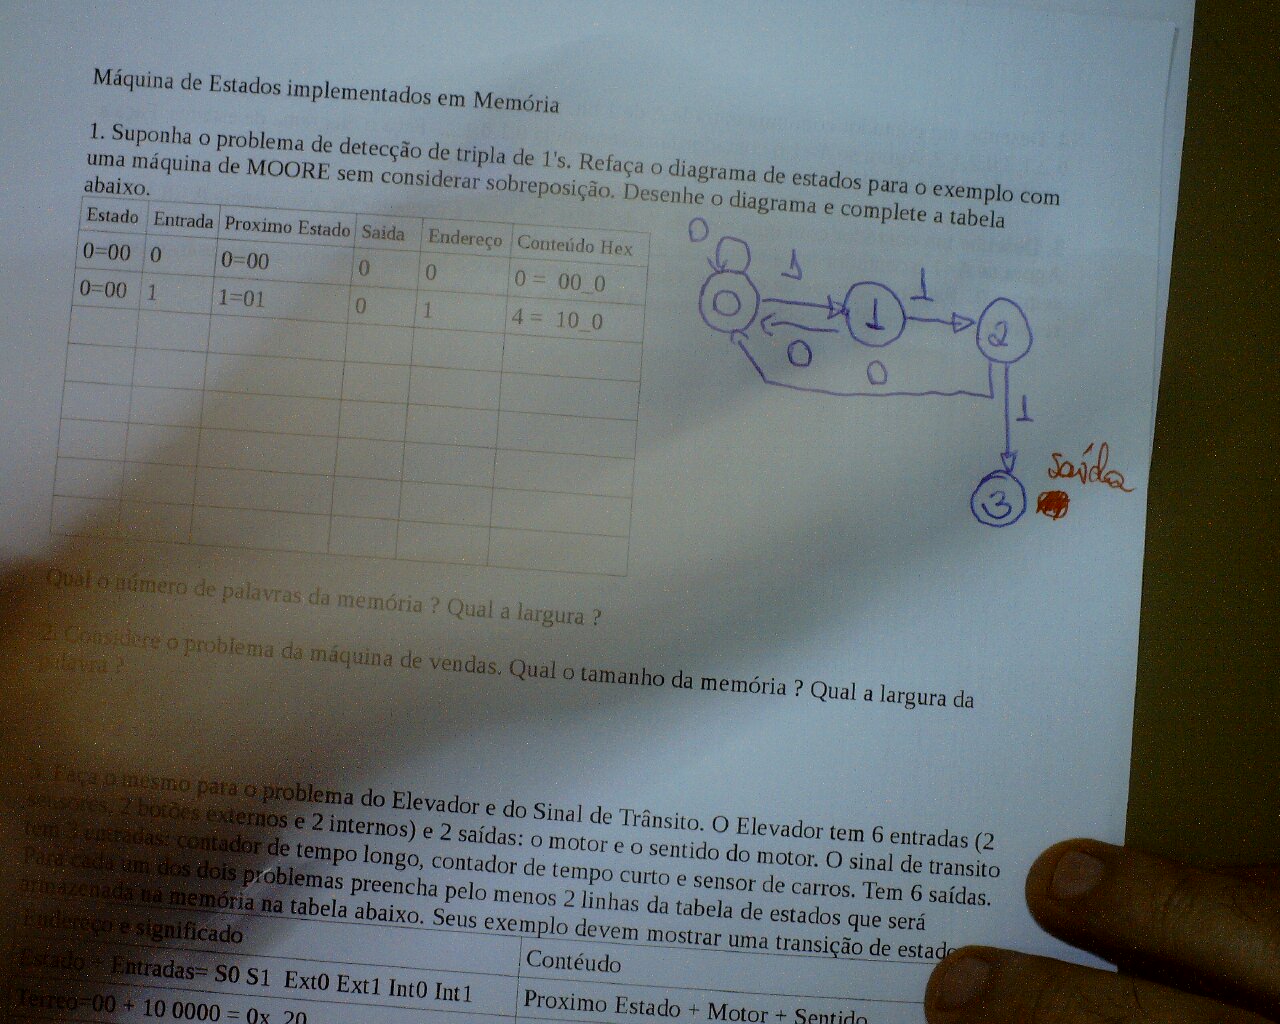 Máquina de Estados implementados em Memória
1. Suponha o problema de detecção de tripla de 1's. Refaça o diagrama de estados para o exemplo com
uma máquina de MOORE sem considerar sobreposição. Desenhe o diagrama e complete a tabela
abaixo.
Estado Entrada Proximo Estado Saida Endereço Conteúdo Hex
0=00 0 0=00 0 0 0 = 00_0
0=00 1 1=01 0 1 4 = 10_0
0
1
1
0
1
2
0
0
1
saída
3
Qual o número de palavras da memória ? Qual a largura ?
2. Considere o problema da máquina de vendas. Qual o tamanho da memória ? Qual a largura da
palavra ?
3. Faça o mesmo para o problema do Elevador e do Sinal de Trânsito. O Elevador tem 6 entradas (2
sensores, 2 botões externos e 2 internos) e 2 saídas: o motor e o sentido do motor. O sinal de transito
tem 3 entradas: contador de tempo longo, contador de tempo curto e sensor de carros. Tem 6 saídas.
Para cada um dos dois problemas preencha pelo menos 2 linhas da tabela de estados que será
armazenada na memória na tabela abaixo. Seus exemplo devem mostrar uma transição de estado
Endereço e significado Contéudo
Estado + Entradas= S0 S1 Ext0 Ext1 Int0 Int1 Proximo Estado + Motor + Sentido
Terreo=00 + 10 0000 = 0x 20